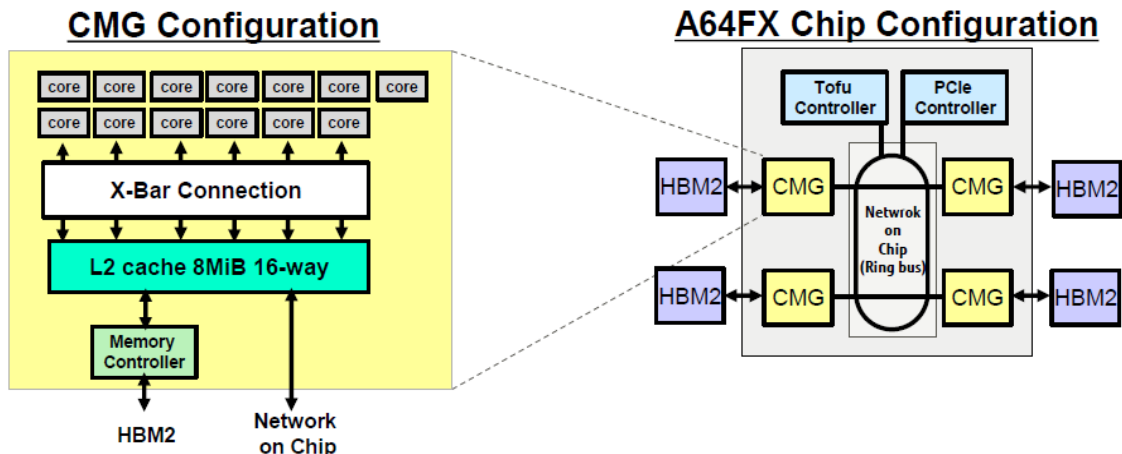 CMG Configuration
core core core core core core core
core core core core core core
X-Bar Connection
L2 cache 8MiB 16-way
Memory
Controller
HBM2
Network
on Chip
A64FX Chip Configuration
Tofu
Controller
PCIe
Controller
HBM2
CMG
CMG
HBM2
Netwrok
on
Chip
(Ring bus)
HBM2
CMG
CMG
HBM2